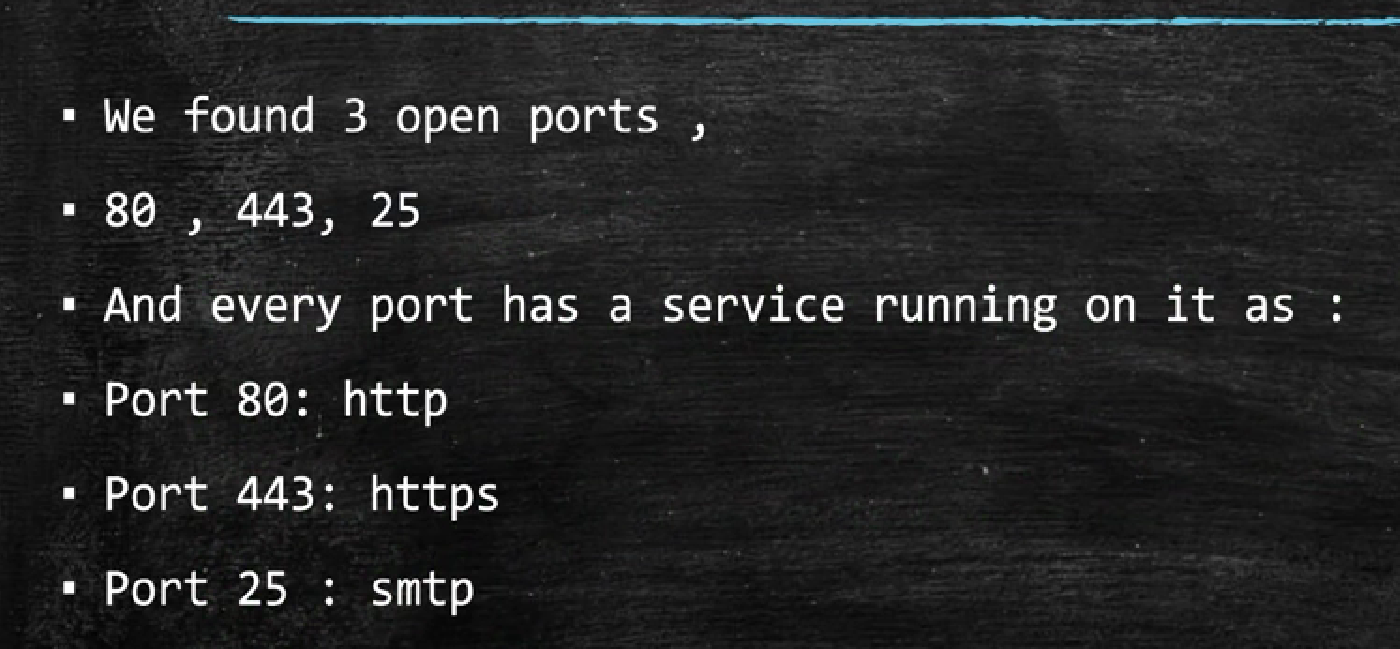 ▪ We found 3 open ports ,
▪ 80 , 443, 25
▪ And every port has a service running on it as :
▪ Port 80: http
▪ Port 443: https
▪ Port 25 : smtp